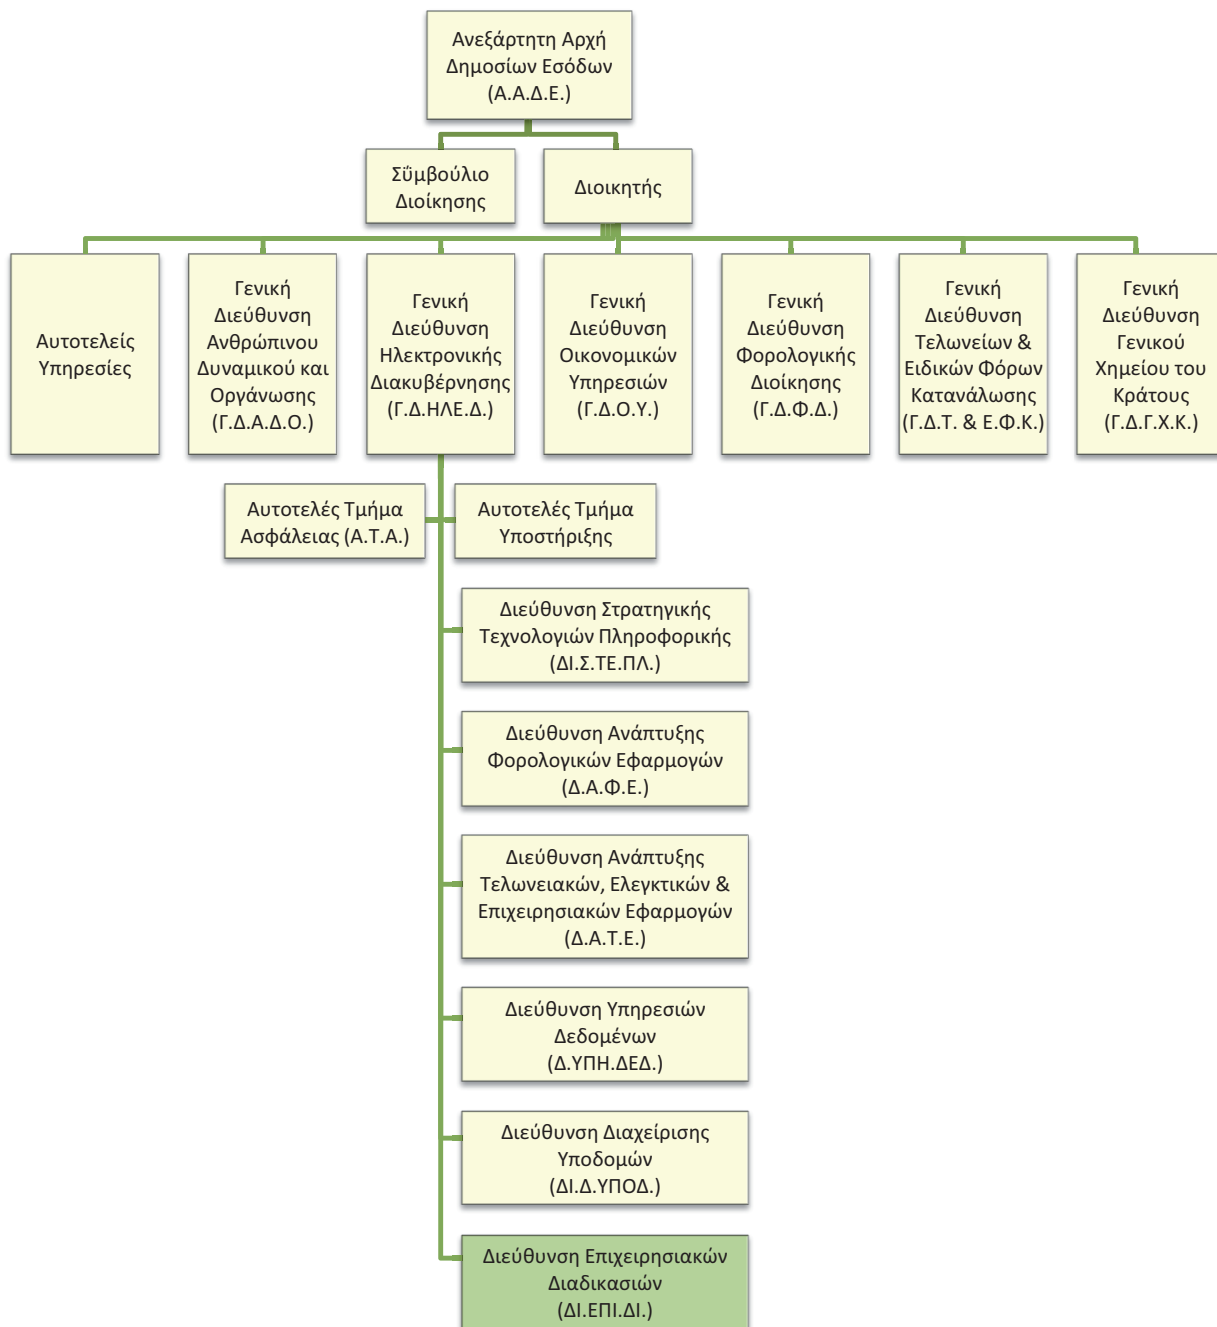 Ανεξάρτητη Αρχή
Δημοσίων Εσόδων
(Α.Α.Δ.Ε.)
Σΰμβούλιο
Διοίκησης
Διοικητής
Αυτοτελείς
Υπηρεσίες
Γενική
Διεύθυνση
Ανθρώπινου
Δυναμικού και
Οργάνωσης
(Γ.Δ.Α.Δ.Ο.)
Γενική
Διεύθυνση
Ηλεκτρονικής
Διακυβέρνησης
(Γ.Δ.ΗΛΕ.Δ.)
Γενική
Διεύθυνση
Οικονομικών
Υπηρεσιών
(Γ.Δ.Ο.Υ.)
Γενική
Διεύθυνση
Φορολογικής
Διοίκησης
(Γ.Δ.Φ.Δ.)
Γενική
Διεύθυνση
Τελωνείων &
Ειδικών Φόρων
Κατανάλωσης
(Γ.Δ.Τ. & Ε.Φ.Κ.)
Γενική
Διεύθυνση
Γενικού
Χημείου του
Κράτους
(Γ.Δ.Γ.Χ.Κ.)
Αυτοτελές Τμήμα
Ασφάλειας (Α.Τ.Α.)
Αυτοτελές Τμήμα
Υποστήριξης
Διεύθυνση Στρατηγικής
Τεχνολογιών Πληροφορικής
(ΔΙ.Σ.ΤΕ.ΠΛ.)
Διεύθυνση Ανάπτυξης
Φορολογικών Εφαρμογών
(Δ.Α.Φ.Ε.)
Διεύθυνση Ανάπτυξης
Τελωνειακών, Ελεγκτικών &
Επιχειρησιακών Εφαρμογών
(Δ.Α.Τ.Ε.)
Διεύθυνση Υπηρεσιών
Δεδομένων
(Δ.ΥΠΗ.ΔΕΔ.)
Διεύθυνση Διαχείρισης
Υποδομών
(ΔΙ.Δ.ΥΠΟΔ.)
Διεύθυνση Επιχειρησιακών
Διαδικασιών
(ΔΙ.ΕΠΙ.ΔΙ.)